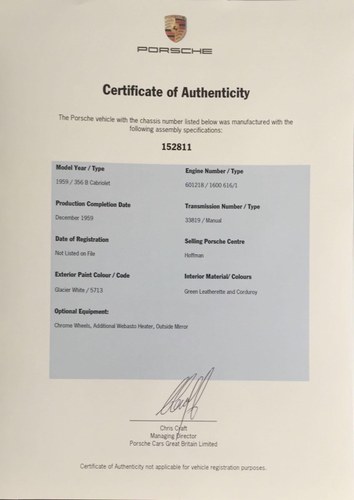 PORSCHE
Certificate of Authenticity
The Porsche vehicle with the chassis number listed below was manufactured with the
following assembly specifications:
152811
Model Year / Type
1959 / 356 B Cabriolet
Engine Number / Type
601218 / 1600 616/1
Production Completion Date
December 1959
Transmission Number / Type
33819 / Manual
Date of Registration
Not Listed on File
Selling Porsche Centre
Hoffman
Exterior Paint Colour / Code
Glacier White / 5713
Interior Material/ Colours
Green Leatherette and Corduroy
Optional Equipment:
Chrome Wheels, Additional Webasto Heater, Outside Mirror
Chris Craft
Managing Director
Porsche Cars Great Britain Limited
Certificate of Authenticity not applicable for vehicle registration purposes.